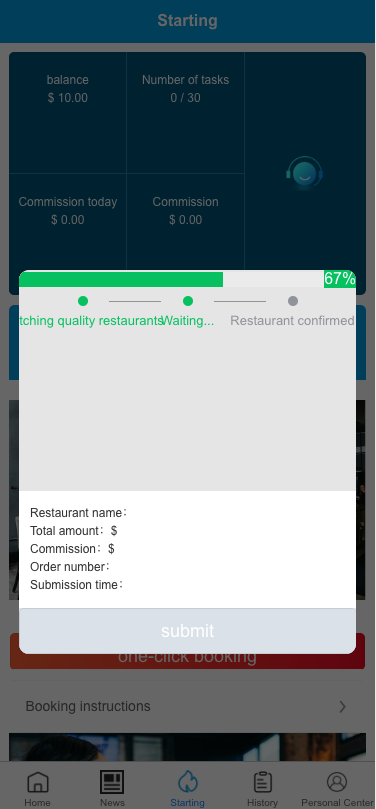 Starting
balance
$ 10.00
Number of tasks
0 / 30
Commission today
$ 0.00
Commission
$ 0.00
67%
tching quality restaurants
Waiting...
Restaurant confirmed
Restaurant name：
Total amount：$
Commission：$
Order number：
Submission time：
submit
one-click booking
Booking instructions
Home
News
Starting
History
Personal Center